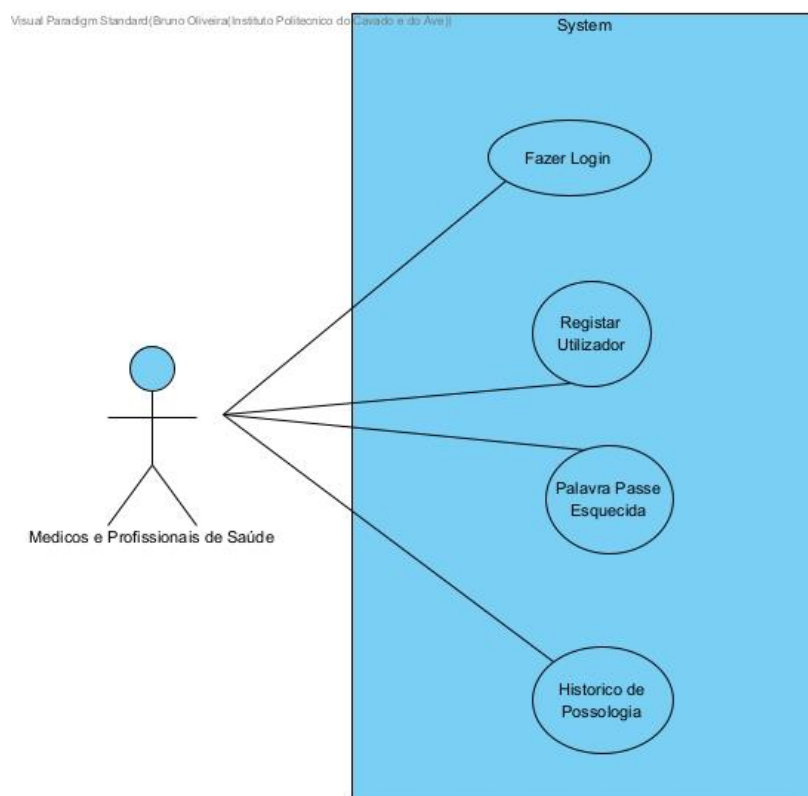 Visual Paradigm Standard(Bruno Oliveira(Instituto Politecnico do Cavado e do Ave))
System
Fazer Login
Registar
Utilizador
Palavra Passe
Esquecida
Medicos e Profissionais de Saúde
Historico de
Possologia